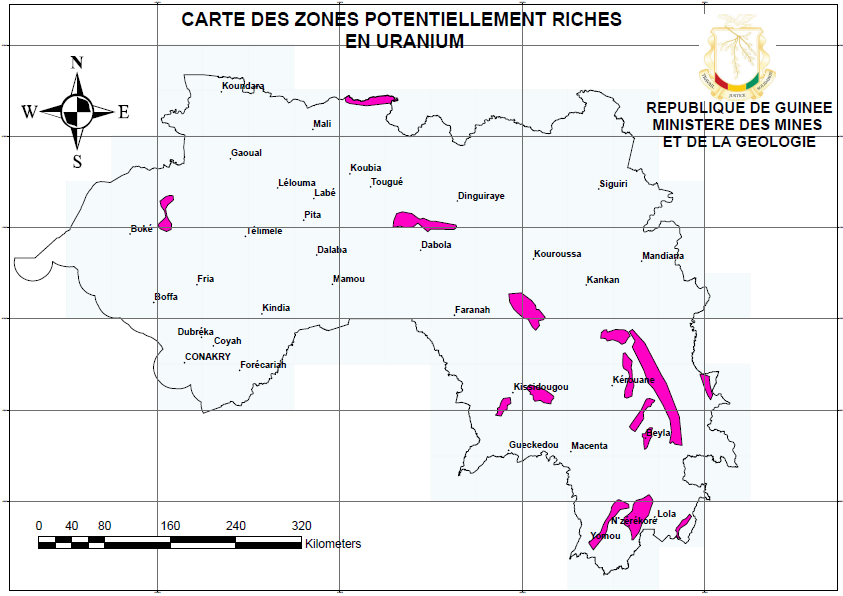 CARTE DES ZONES POTENTIELLEMENT RICHES
EN URANIUM
TRAVAIL
JUSTICE
SOLIDARITE
REPUBLIQUE DE GUINEE
MINISTERE DES MINES
ET DE LA GEOLOGIE
N
W
E
S
Koundara
Mali
Gaoual
Koubia
Lélouma
Tougué
Labé
Siguiri
Dinguiraye
Pita
Boké
Télimélé
Dabola
Dalaba
Kouroussa
Mandiana
Fria
Mamou
Kankan
Boffa
Kindia
Faranah
Dubréka
Coyah
CONAKRY
Forécariah
Kissidougou
Kérouane
Beyla
Gueckedou
Macenta
Lola
N'zérékoré
Yomou
0 40 80 160 240 320
Kilometers